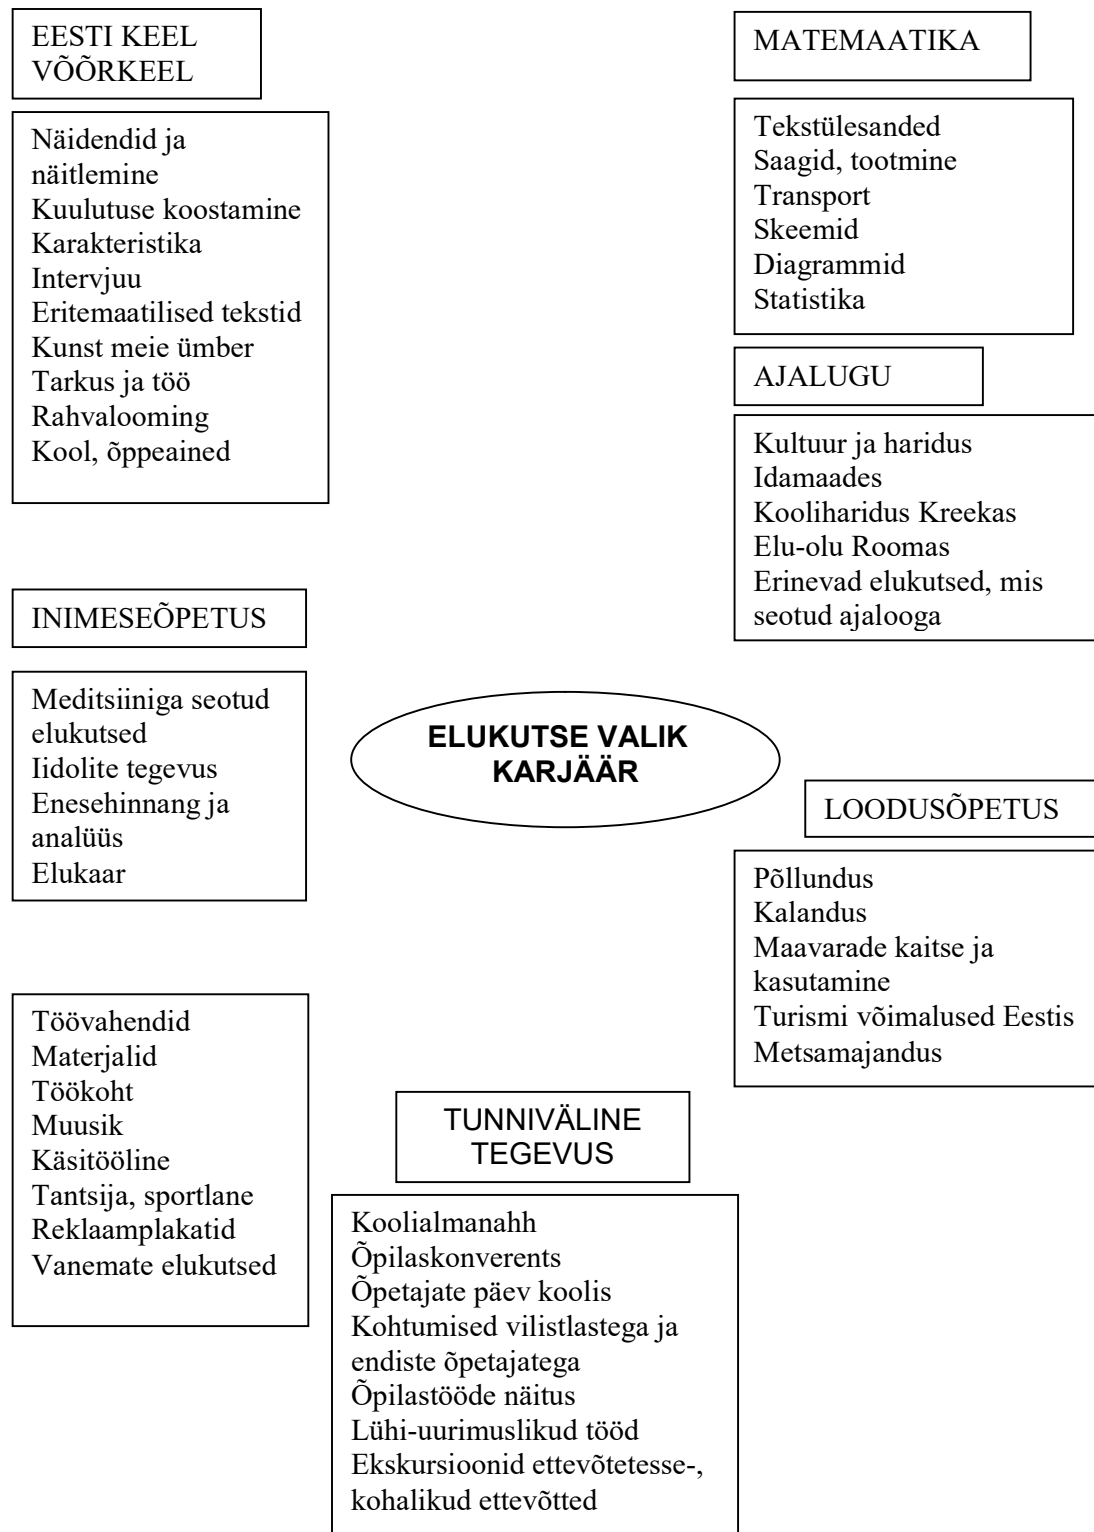 EESTI KEEL
VÕÕRKEEL
Näidendid ja
näitlemine
Kuulutuse koostamine
Karakteristika
Intervjuu
Eritemaatilised tekstid
Kunst meie ümber
Tarkus ja töö
Rahvalooming
Kool, õppeained
MATEMAATIKA
Tekstülesanded
Saagid, tootmine
Transport
Skeemid
Diagrammid
Statistika
AJALUGU
Kultuur ja haridus
Idamaades
Kooliharidus Kreekas
Elu-olu Roomas
Erinevad elukutsed, mis
seotud ajalooga
INIMESEÕPETUS
Meditsiiniga seotud
elukutsed
Iidolite tegevus
Enesehinnang ja
analüüs
Elukaar
ELUKUTSE VALIK
KARJÄÄR
LOODUSÕPETUS
Põllundus
Kalandus
Maavarade kaitse ja
kasutamine
Turismi võimalused Eestis
Metsamajandus
Töövahendid
Materjalid
Töökoht
Muusik
Käsitööline
Tantsija, sportlane
Reklaamplakatid
Vanemate elukutsed
TUNNIVÄLINE
TEGEVUS
Koolialmanahh
Õpilaskonverents
Õpetajate päev koolis
Kohtumised vilistlastega ja
endiste õpetajatega
Õpilastööde näitus
Lühi-uurimuslikud tööd
Ekskursioonid ettevõtetesse-,
kohalikud ettevõtted